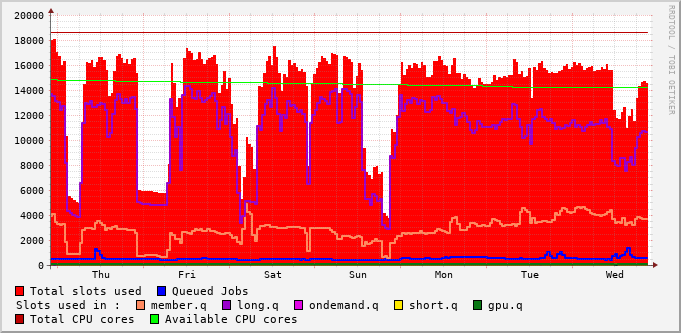 20000
18000
16000
14000
12000
10000
8000
6000
4000
2000
0
Thu Fri Sat Sun Mon Tue Wed
RRDTOOL / TOBI OETIKER
Total slots used Queued Jobs
Slots used in : member.q long.q ondemand.q short.q gpu.q
Total CPU cores Available CPU cores